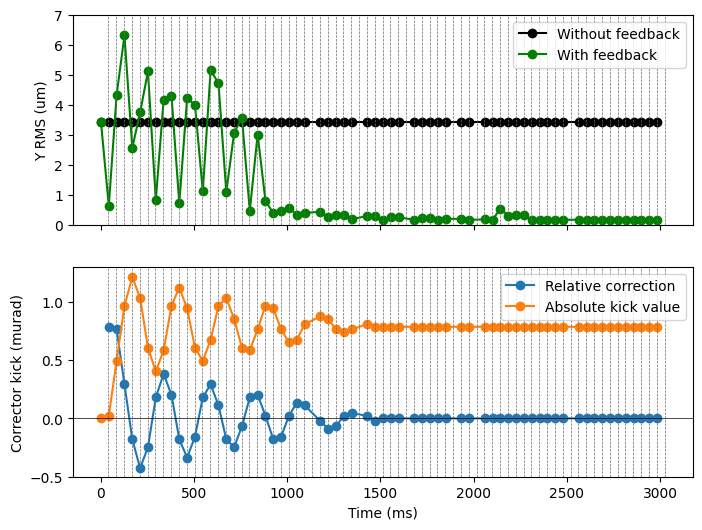 7
6
5
4
3
2
1
0
Y RMS (um)
Without feedback
With feedback
1.0
0.5
0.0
−0.5
Corrector kick (murad)
Relative correction
Absolute kick value
0 500 1000 1500 2000 2500 3000
Time (ms)